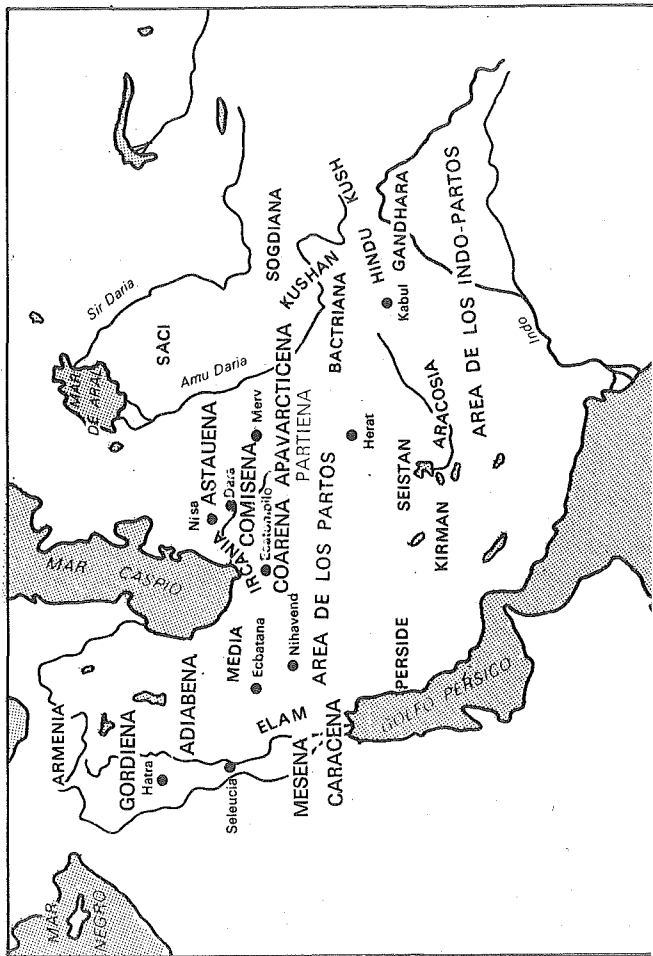 MAR
NEGRO
ARMENIA
GORDIENA
Hatra
ADIABENA
Seleucia
MAR CASPIO
MAR
DE ARAL
Sir Daria
SACI
Amu Daria
SOGDIANA
Nisa
ASTAUENA
Dara
IRCANIA
COMISENA
Merv
Ecatompilo
COARENA APAVARCTICENA
PARTIENA
KUSHAN
MEDIA
Ecbatana
Nihavend
AREA DE LOS PARTOS
BACTRIANA
HINDU KUSH
Kabul
GANDHARA
Herat
ELAM
MESENA
CARACENA
PERSIDE
SEISTAN
ARACOSIA
KIRMAN
AREA DE LOS INDO-PARTOS
Indo
GOLFO PERSICO